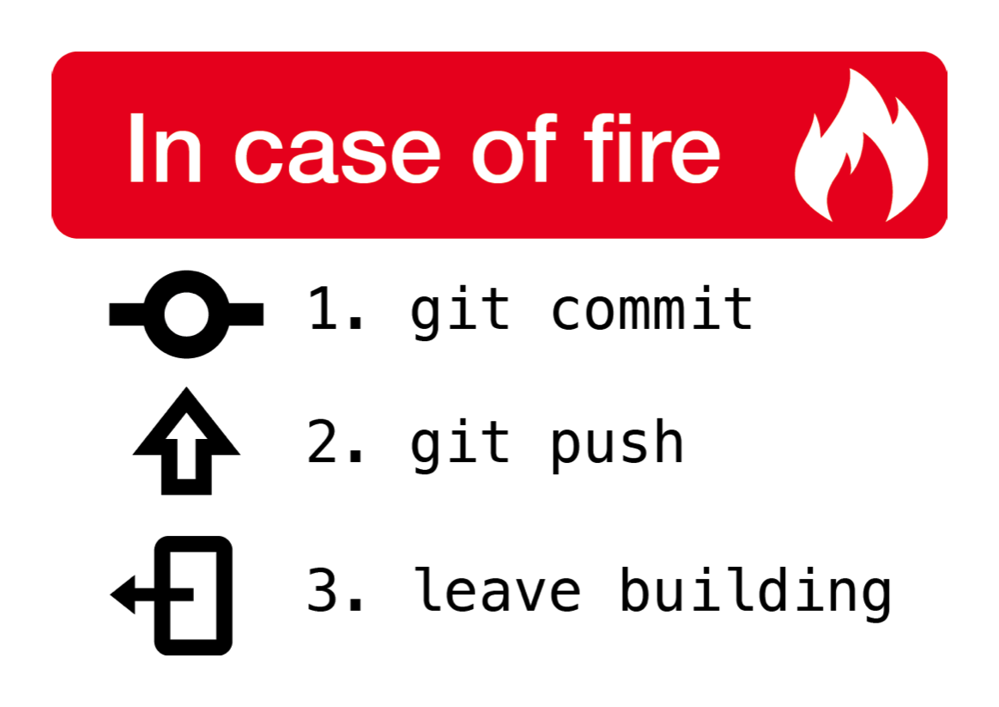 In case of fire
1. git commit
2. git push
3. leave building